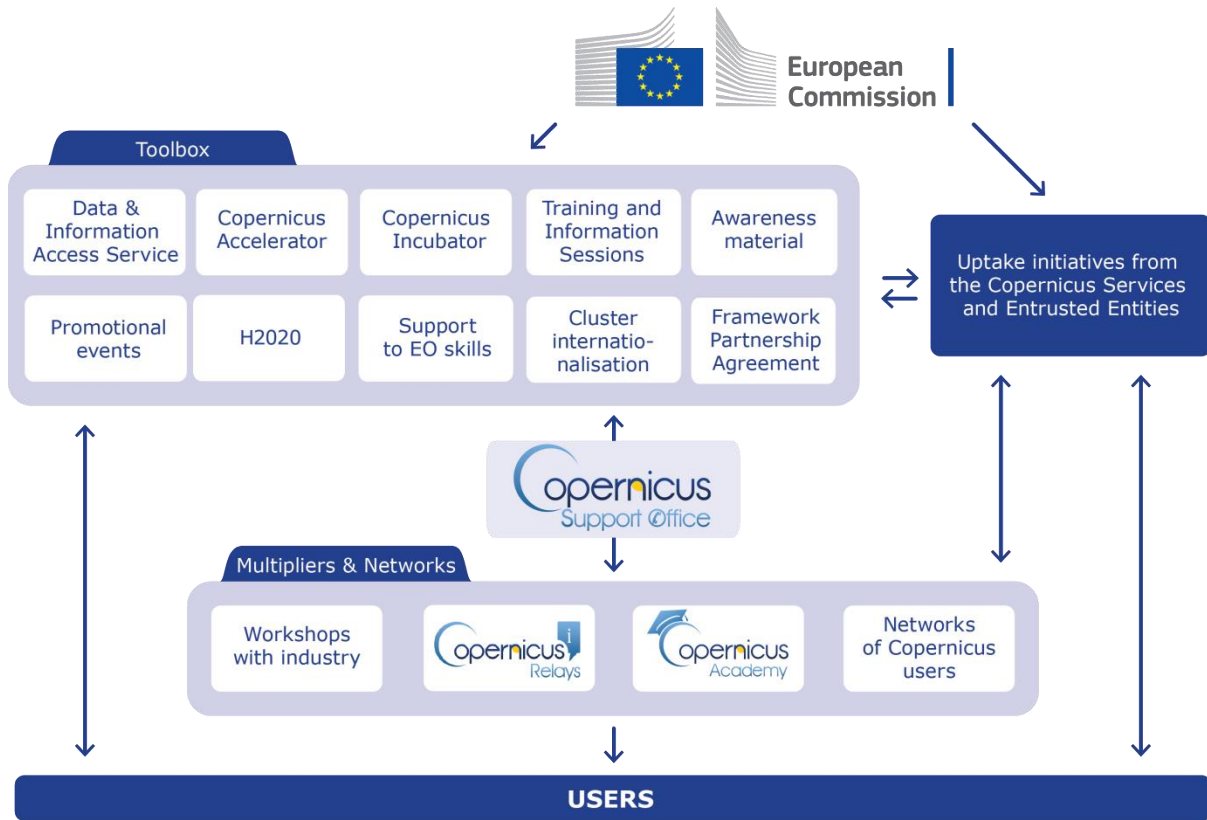 European
Commission
Toolbox
Data &
Information
Access Service
Copernicus
Accelerator
Copernicus
Incubator
Training and
Information
Sessions
Awareness
material
Promotional
events
H2020
Support
to EO skills
Cluster
internatio-
nalisation
Framework
Partnership
Agreement
Uptake initiatives from
the Copernicus Services
and Entrusted Entities
Copernicus
Support Office
Multipliers & Networks
Workshops
with industry
Copernicus
Relays
Copernicus
Academy
Networks
of Copernicus
users
USERS